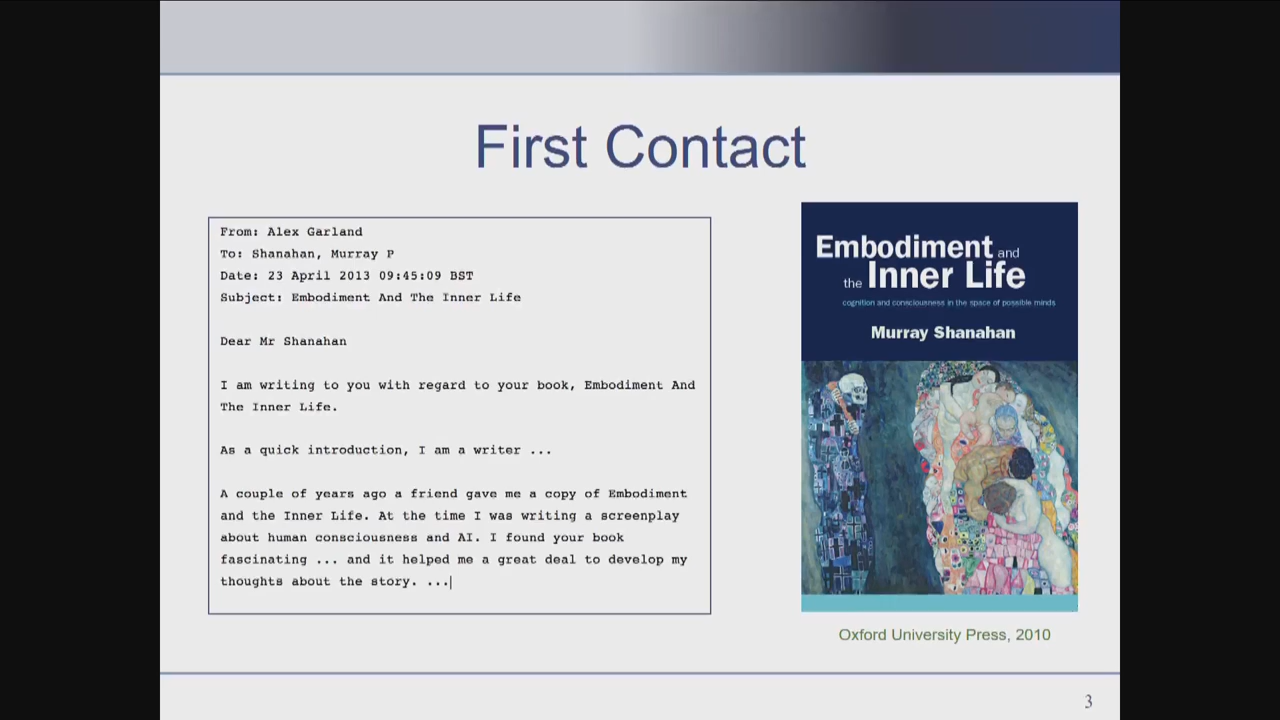 First Contact
From: Alex Garland
To: Shanahan, Murray P
Date: 23 April 2013 09:45:09 BST
Subject: Embodiment And The Inner Life
Dear Mr Shanahan
I am writing to you with regard to your book, Embodiment And
The Inner Life.
As a quick introduction, I am a writer ...
A couple of years ago a friend gave me a copy of Embodiment
and the Inner Life. At the time I was writing a screenplay
about human consciousness and AI. I found your book
fascinating ... and it helped me a great deal to develop my
thoughts about the story. ...
Embodiment and
the Inner Life
cognition and consciousness in the space of possible minds
Murray Shanahan
Oxford University Press, 2010
3